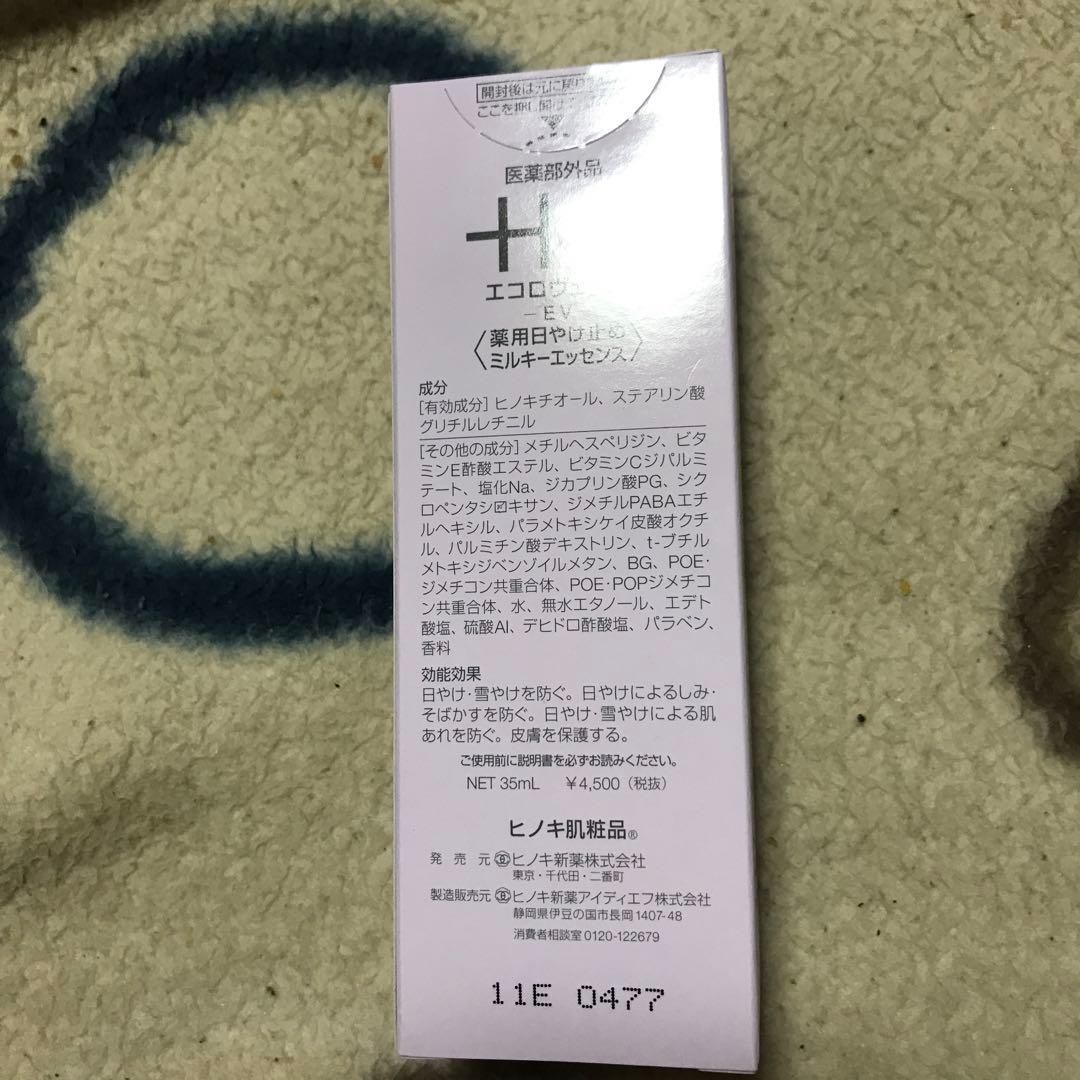 開封後は元に戻り
ここを押し開け
医薬部外品
H
エコロヴ
－EV
〈薬用日やけ止め
ミルキーエッセンス〉
成分
[有効成分] ヒノキチオール、ステアリン酸
グリチルレチニル
[その他の成分] メチルヘスペリジン、ビタ
ミンE酢酸エステル、ビタミンCジパルミ
テート、塩化Na、ジカプリン酸PG、シク
ロペンタシ〼キサン、ジメチルPABAエチ
ルヘキシル、パラメトキシケイ皮酸オクチ
ル、パルミチン酸デキストリン、t-ブチル
メトキシジベンゾイルメタン、BG、POE・
ジメチコン共重合体、POE・POPジメチコ
ン共重合体、水、無水エタノール、エデト
酸塩、硫酸Al、デヒドロ酢酸塩、パラベン、
香料
効能効果
日やけ・雪やけを防ぐ。日やけによるしみ・
そばかすを防ぐ。日やけ・雪やけによる肌
あれを防ぐ。皮膚を保護する。
ご使用前に説明書を必ずお読みください。
NET 35mL ￥4,500（税抜）
ヒノキ肌粧品®
発売元 ヒノキ新薬株式会社
東京・千代田・二番町
製造販売元 ヒノキ新薬アイディエフ株式会社
静岡県伊豆の国市長岡1407-48
消費者相談室 0120-122679
11E 0477